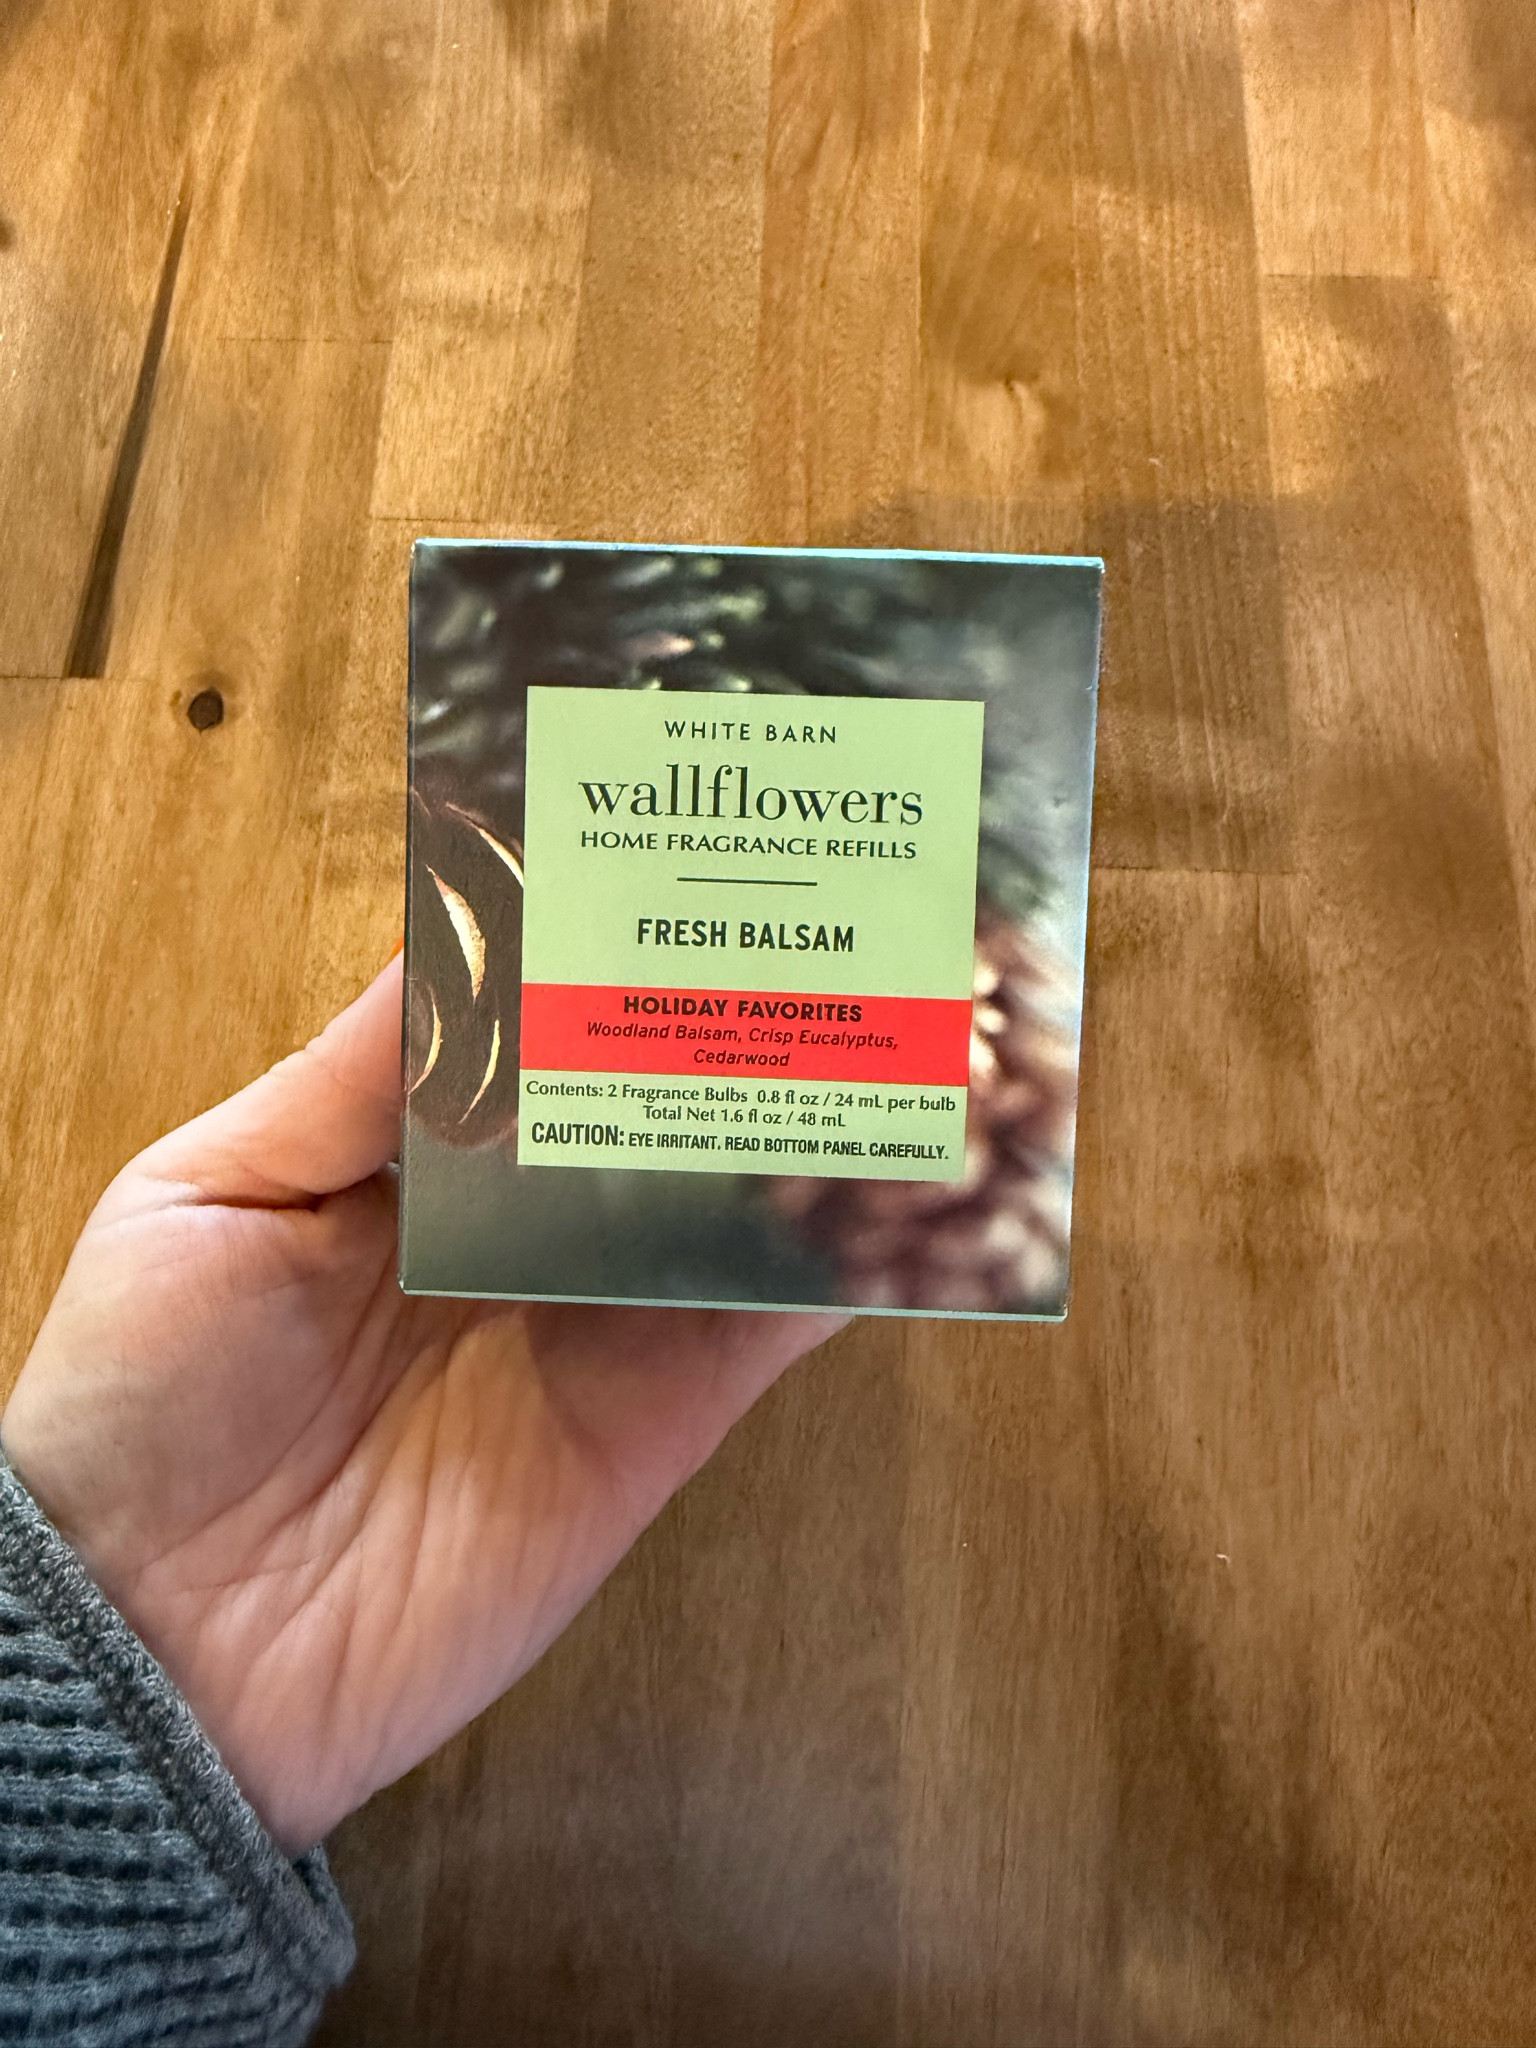 WHITE BARN
wallflowers
HOME FRAGRANCE REFILLS
FRESH BALSAM
HOLIDAY FAVORITES
Woodland Balsam, Crisp Eucalyptus,
Cedarwood
Contents: 2 Fragrance Bulbs 0.8 fl oz / 24 mL per bulb
Total Net 1.6 fl oz / 48 mL
CAUTION: EYE IRRITANT. READ BOTTOM PANEL CAREFULLY.